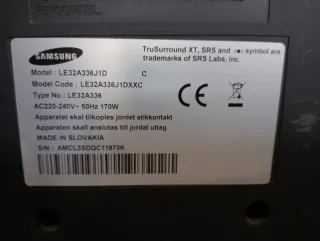 PERSONNEL
SAMSUNG
TruSurround XT, SRS and (●) symbol are
trademarks of SRS Labs, Inc.
Model : LE32A336J1D C
Model Code : LE32A336J1DXXC
Type No.: LE32A336
AC220-240V~ 50Hz 170W
Apparatet skal tilkoples jordet stikkontakt
Apparaten skall anslutas till jordat uttag
MADE IN SLOVAKIA
S/N : AMCL3SDQC11873K
CE